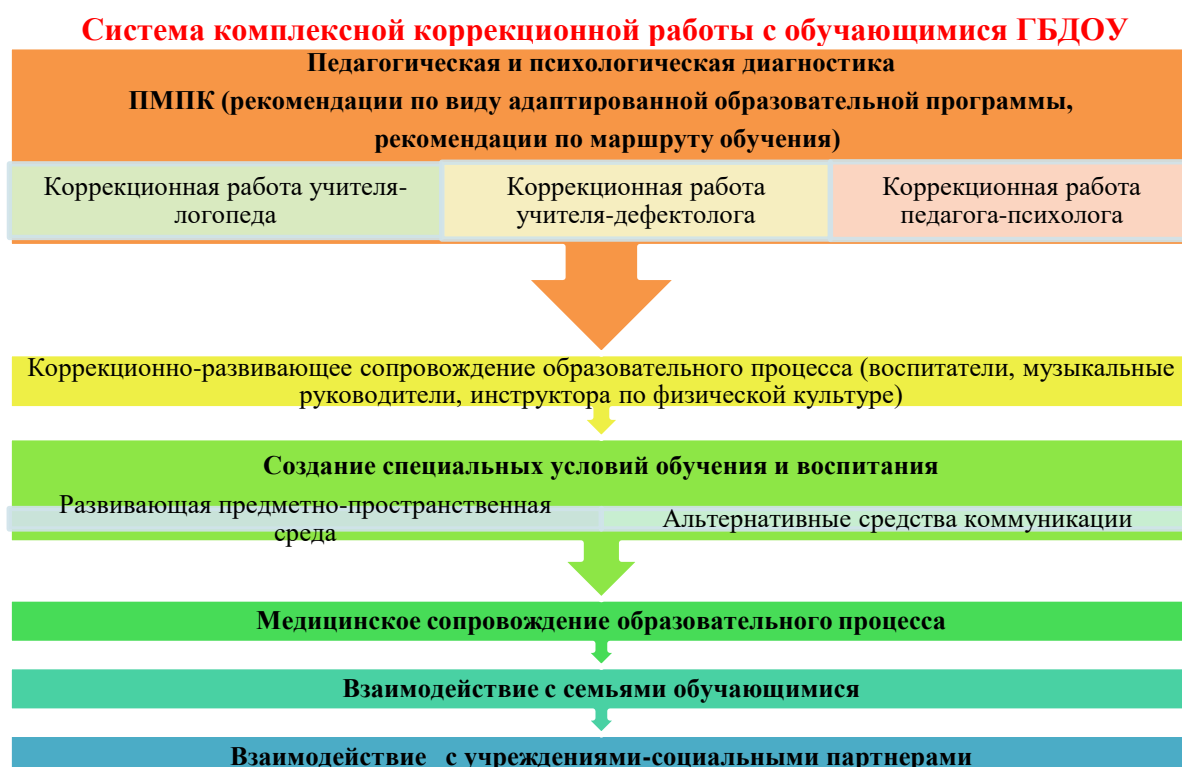 Система комплексной коррекционной работы с обучающимися ГБДОУ
Педагогическая и психологическая диагностика
ПМПК (рекомендации по виду адаптированной образовательной программы,
рекомендации по маршруту обучения)
Коррекционная работа учителя-
логопеда
Коррекционная работа
учителя-дефектолога
Коррекционная работа
педагога-психолога
Коррекционно-развивающее сопровождение образовательного процесса (воспитатели, музыкальные
руководители, инструктора по физической культуре)
Создание специальных условий обучения и воспитания
Развивающая предметно-пространственная
среда
Альтернативные средства коммуникации
Медицинское сопровождение образовательного процесса
Взаимодействие с семьями обучающимися
Взаимодействие с учреждениями-социальными партнерами